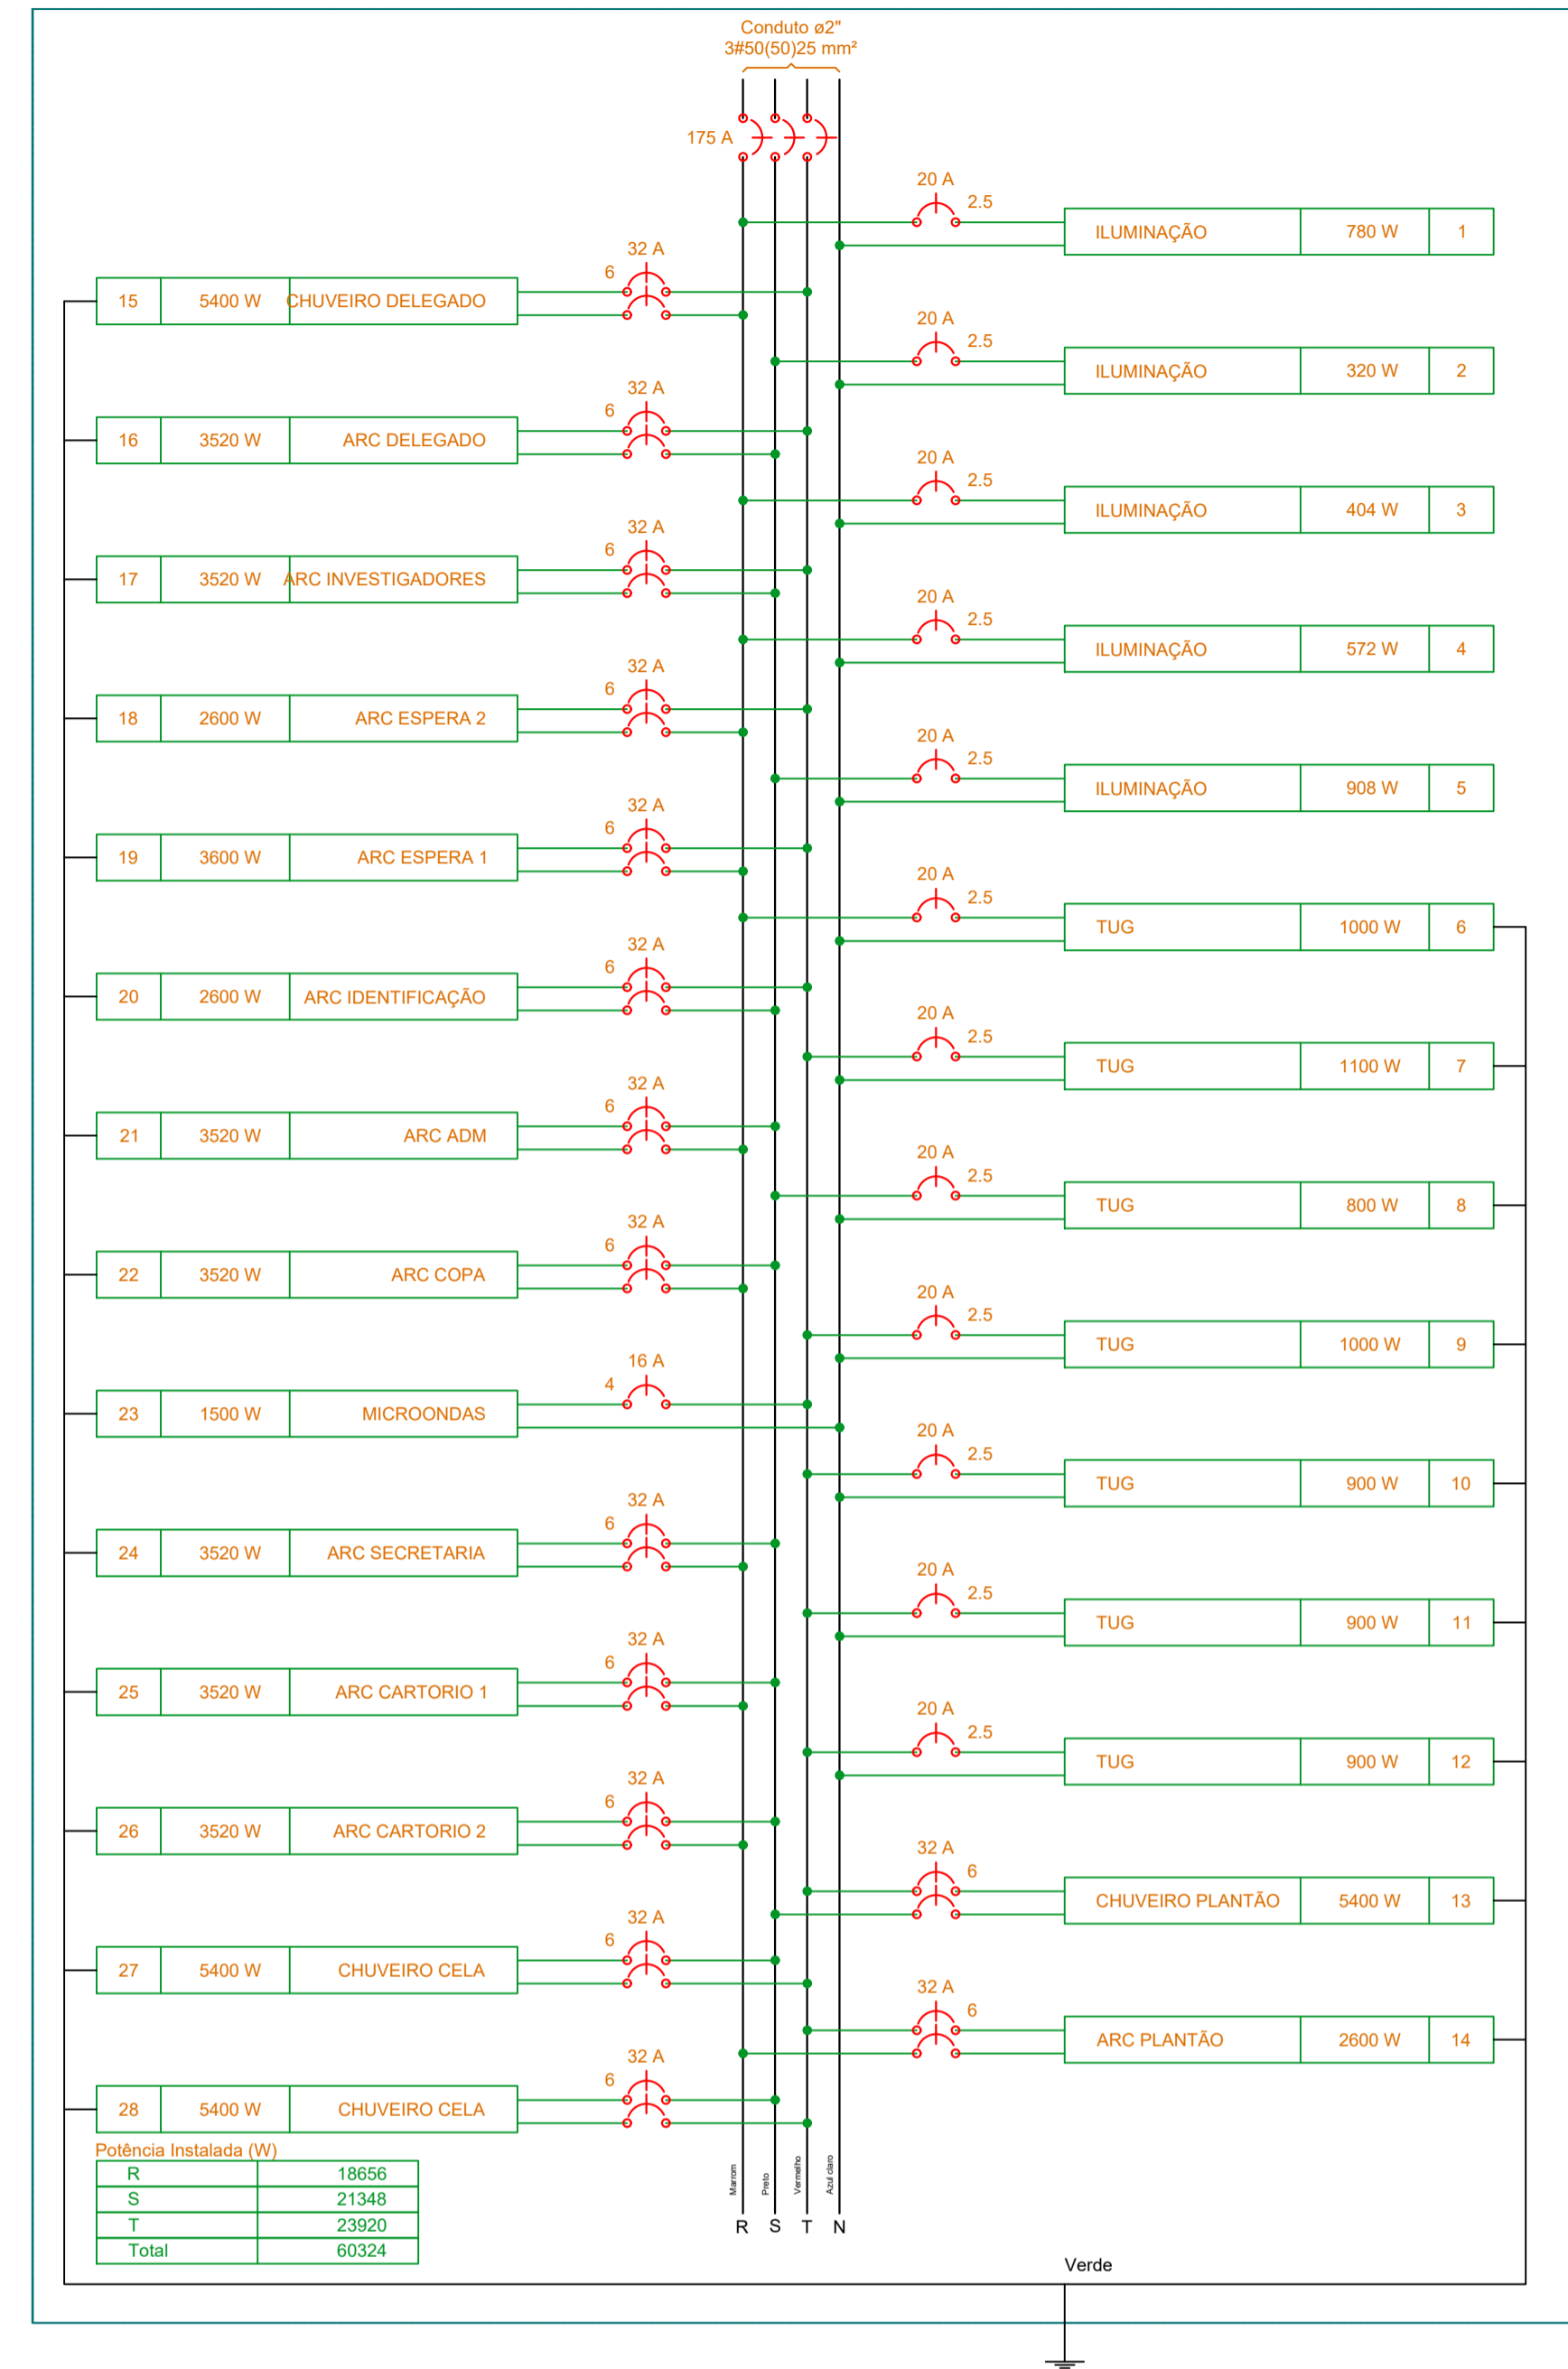 Conduto ø2"
3#50(50)25 mm²
175 A
20 A
2.5
ILUMINAÇÃO 780 W 1
32 A
6
15 5400 W CHUVEIRO DELEGADO
20 A
2.5
ILUMINAÇÃO 320 W 2
32 A
6
16 3520 W ARC DELEGADO
20 A
2.5
ILUMINAÇÃO 404 W 3
32 A
6
17 3520 W ARC INVESTIGADORES
20 A
2.5
ILUMINAÇÃO 572 W 4
32 A
6
18 2600 W ARC ESPERA 2
20 A
2.5
ILUMINAÇÃO 908 W 5
32 A
6
19 3600 W ARC ESPERA 1
20 A
2.5
TUG 1000 W 6
32 A
6
20 2600 W ARC IDENTIFICAÇÃO
20 A
2.5
TUG 1100 W 7
32 A
6
21 3520 W ARC ADM
20 A
2.5
TUG 800 W 8
32 A
6
22 3520 W ARC COPA
20 A
2.5
TUG 1000 W 9
16 A
4
23 1500 W MICROONDAS
20 A
2.5
TUG 900 W 10
32 A
6
24 3520 W ARC SECRETARIA
20 A
2.5
TUG 900 W 11
32 A
6
25 3520 W ARC CARTORIO 1
20 A
2.5
TUG 900 W 12
32 A
6
26 3520 W ARC CARTORIO 2
32 A
6
CHUVEIRO PLANTÃO 5400 W 13
32 A
6
27 5400 W CHUVEIRO CELA
32 A
6
ARC PLANTÃO 2600 W 14
32 A
6
28 5400 W CHUVEIRO CELA
Potência Instalada (W)
R 18656
S 21348
T 23920
Total 60324
Marrom
Preto
Vermelho
Azul claro
R S T N
Verde